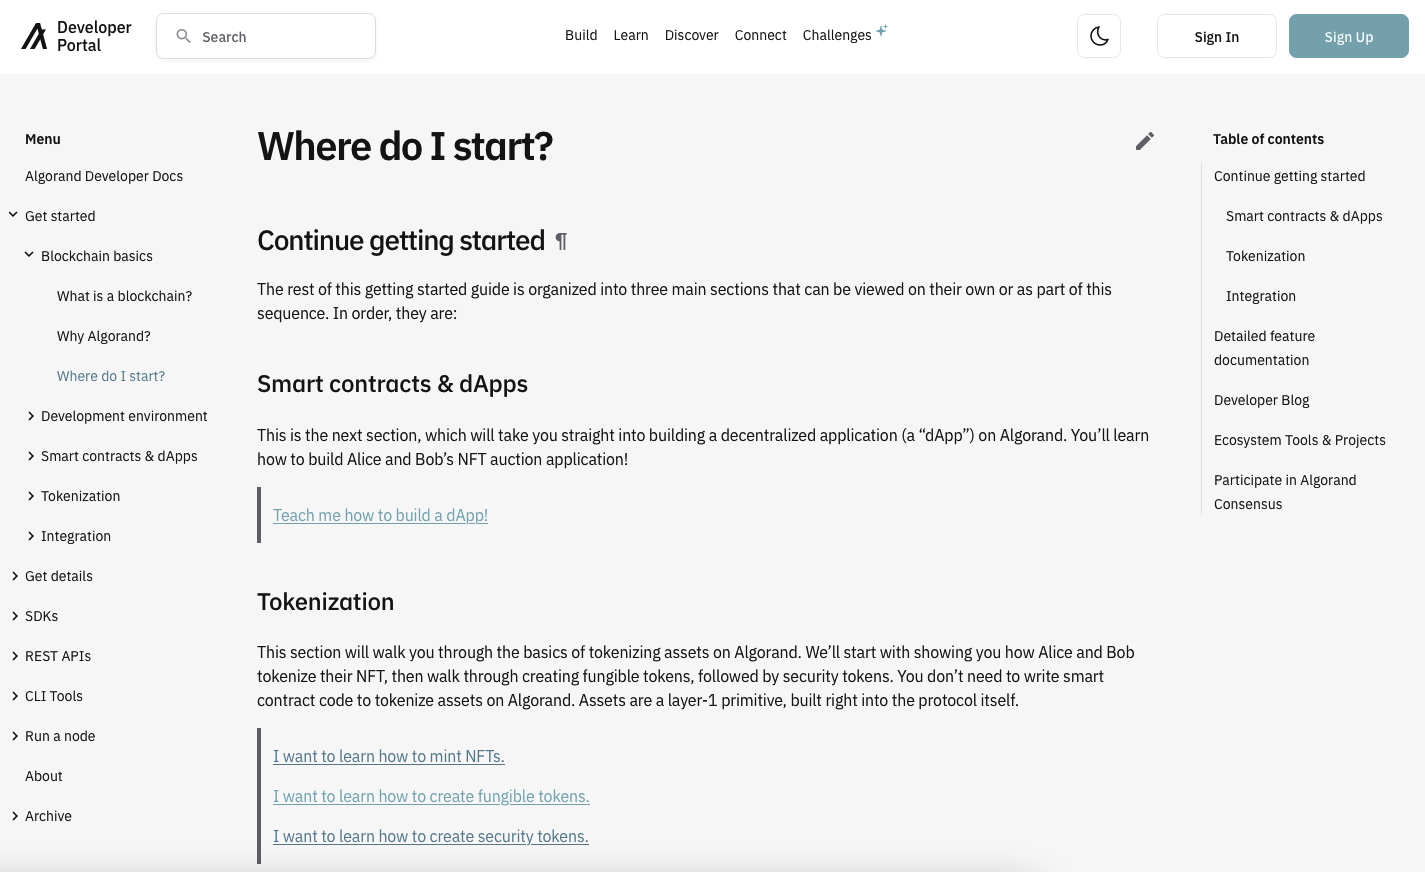 Developer
Portal
Search
Build
Learn
Discover
Connect
Challenges
Sign In
Sign Up
Menu
Algorand Developer Docs
Get started
Blockchain basics
What is a blockchain?
Why Algorand?
Where do I start?
Development environment
Smart contracts & dApps
Tokenization
Integration
Get details
SDKs
REST APIs
CLI Tools
Run a node
About
Archive
Where do I start?
Continue getting started ¶
The rest of this getting started guide is organized into three main sections that can be viewed on their own or as part of this
sequence. In order, they are:
Smart contracts & dApps
This is the next section, which will take you straight into building a decentralized application (a “dApp”) on Algorand. You’ll learn
how to build Alice and Bob’s NFT auction application!
Teach me how to build a dApp!
Tokenization
This section will walk you through the basics of tokenizing assets on Algorand. We’ll start with showing you how Alice and Bob
tokenize their NFT, then walk through creating fungible tokens, followed by security tokens. You don’t need to write smart
contract code to tokenize assets on Algorand. Assets are a layer-1 primitive, built right into the protocol itself.
I want to learn how to mint NFTs.
I want to learn how to create fungible tokens.
I want to learn how to create security tokens.
Table of contents
Continue getting started
Smart contracts & dApps
Tokenization
Integration
Detailed feature
documentation
Developer Blog
Ecosystem Tools & Projects
Participate in Algorand
Consensus